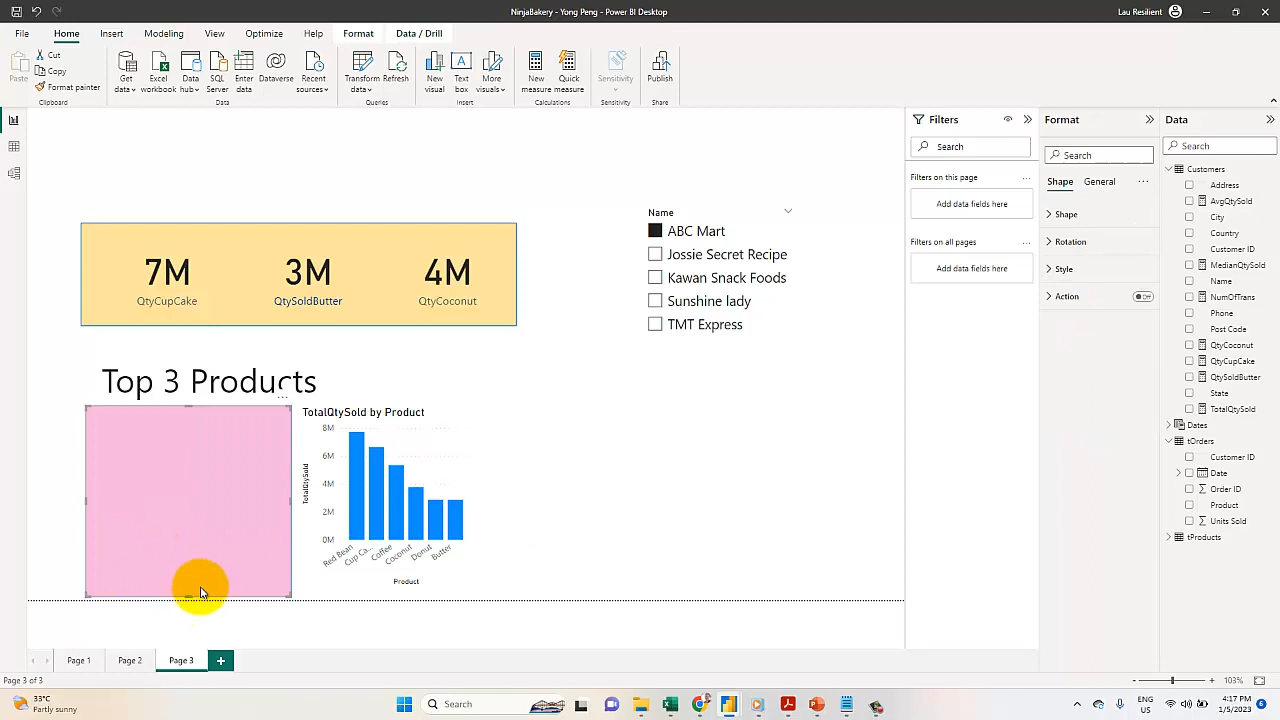 NinjaBakery - Yong Peng - Power BI Desktop
Lau Resilient
File Home Insert Modeling View Optimize Help Format Data / Drill
Paste
Cut
Copy
Format painter
Get data
Excel workbook
Data hub
SQL Server
Enter data
Dataverse
Recent sources
Transform data
Refresh
New visual
Text box
More visuals
New measure
Quick measure
Sensitivity
Publish
Clipboard
Data
Queries
Insert
Calculations
Sensitivity
Share
7M
QtyCupCake
3M
QtySoldButter
4M
QtyCoconut
Name
ABC Mart
Jossie Secret Recipe
Kawan Snack Foods
Sunshine lady
TMT Express
Top 3 Products
TotalQtySold by Product
8M
6M
4M
2M
0M
TotalQtySold
Red Bean
Cup Ca...
Coffee
Coconut
Donut
Butter
Product
Filters
Search
Filters on this page
...
Add data fields here
Filters on all pages
...
Add data fields here
Format
Search
Shape General ...
Shape
Rotation
Style
Action Off
Data
Search
Customers
Address
AvgQtySold
City
Country
Customer ID
MedianQtySold
Name
NumOfTrans
Phone
Post Code
QtyCoconut
QtyCupCake
QtySoldButter
State
TotalQtySold
Dates
tOrders
Customer ID
Date
Order ID
Product
Units Sold
tProducts
Page 1 Page 2 Page 3 +
Page 3 of 3
- + 103%
33°C
Partly sunny
Search
ENG
US
4:17 PM
1/5/2023
6